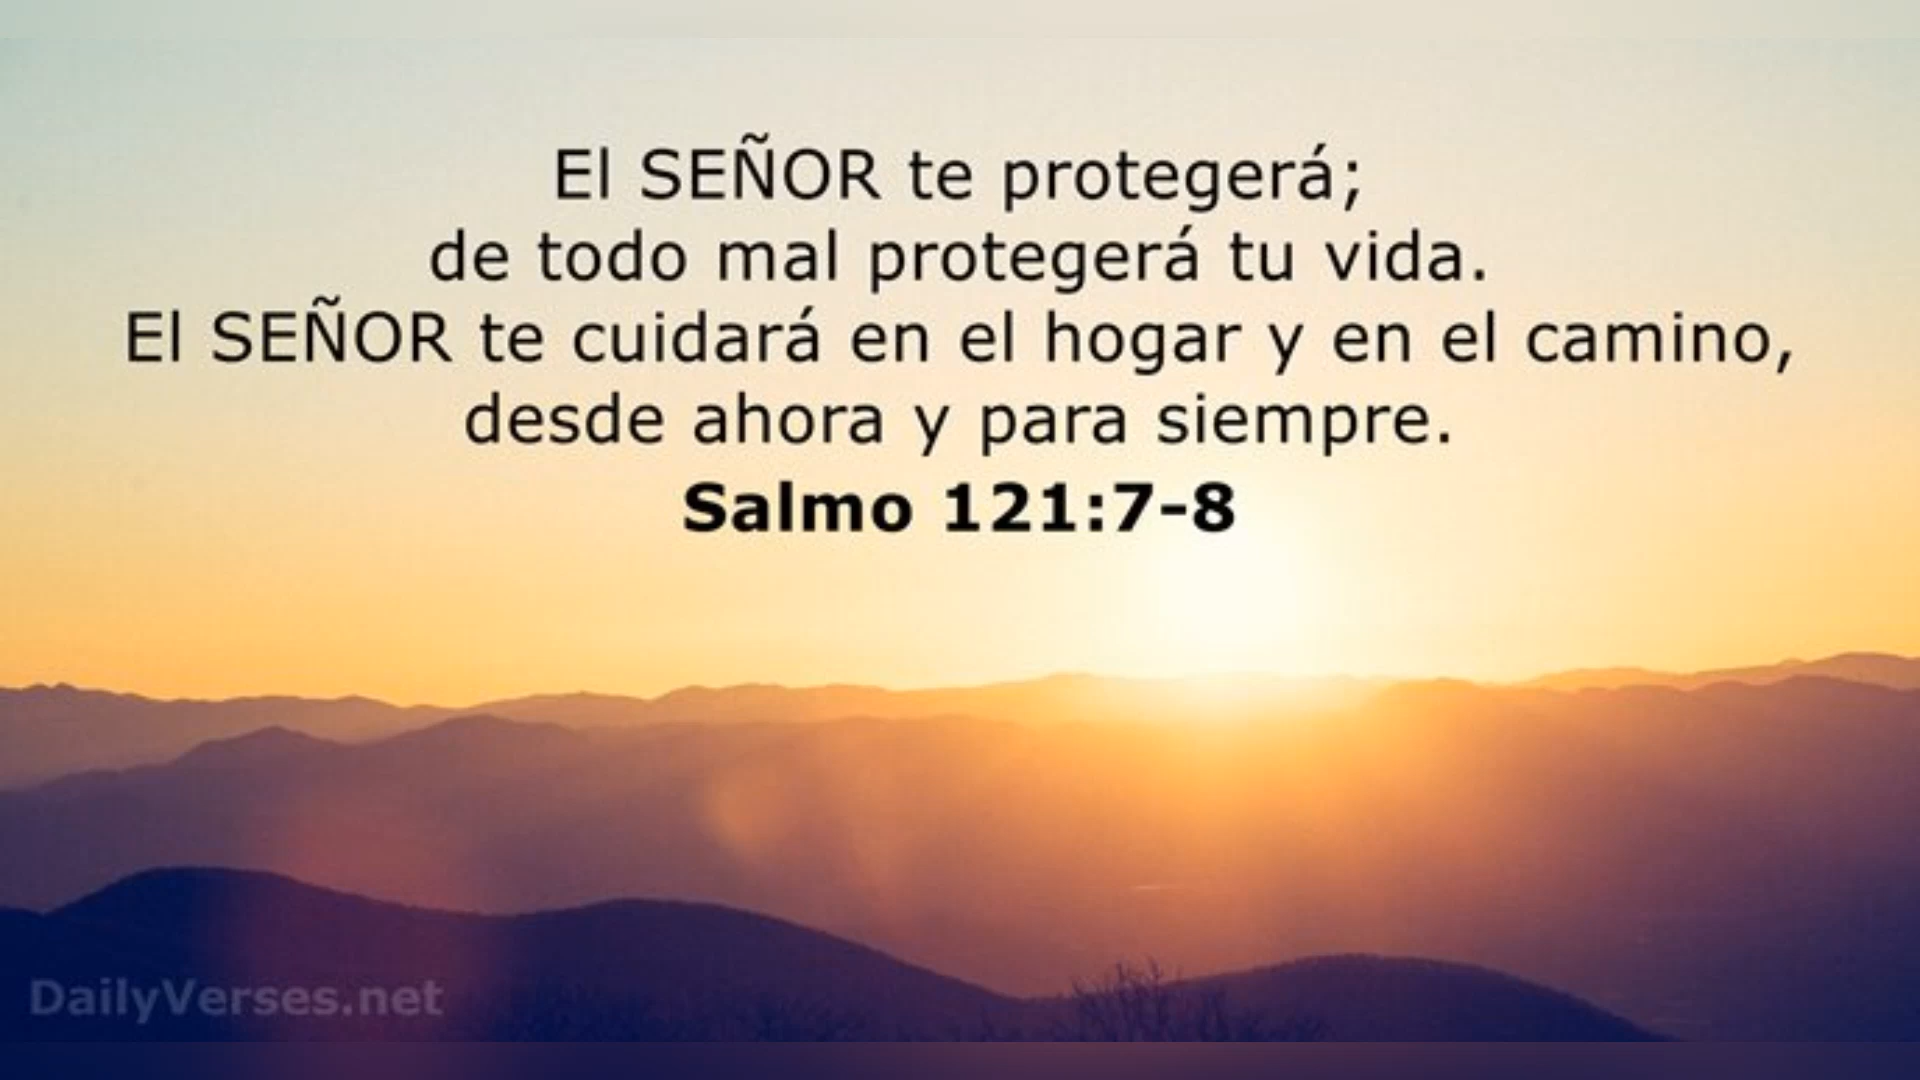 El SEÑOR te protegerá;
de todo mal protegerá tu vida.
El SEÑOR te cuidará en el hogar y en el camino,
desde ahora y para siempre.
Salmo 121:7-8
DailyVerses.net